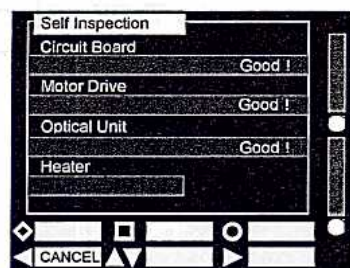 Self Inspection
Circuit Board
Good !
Motor Drive
Good !
Optical Unit
Good !
Heater
CANCEL